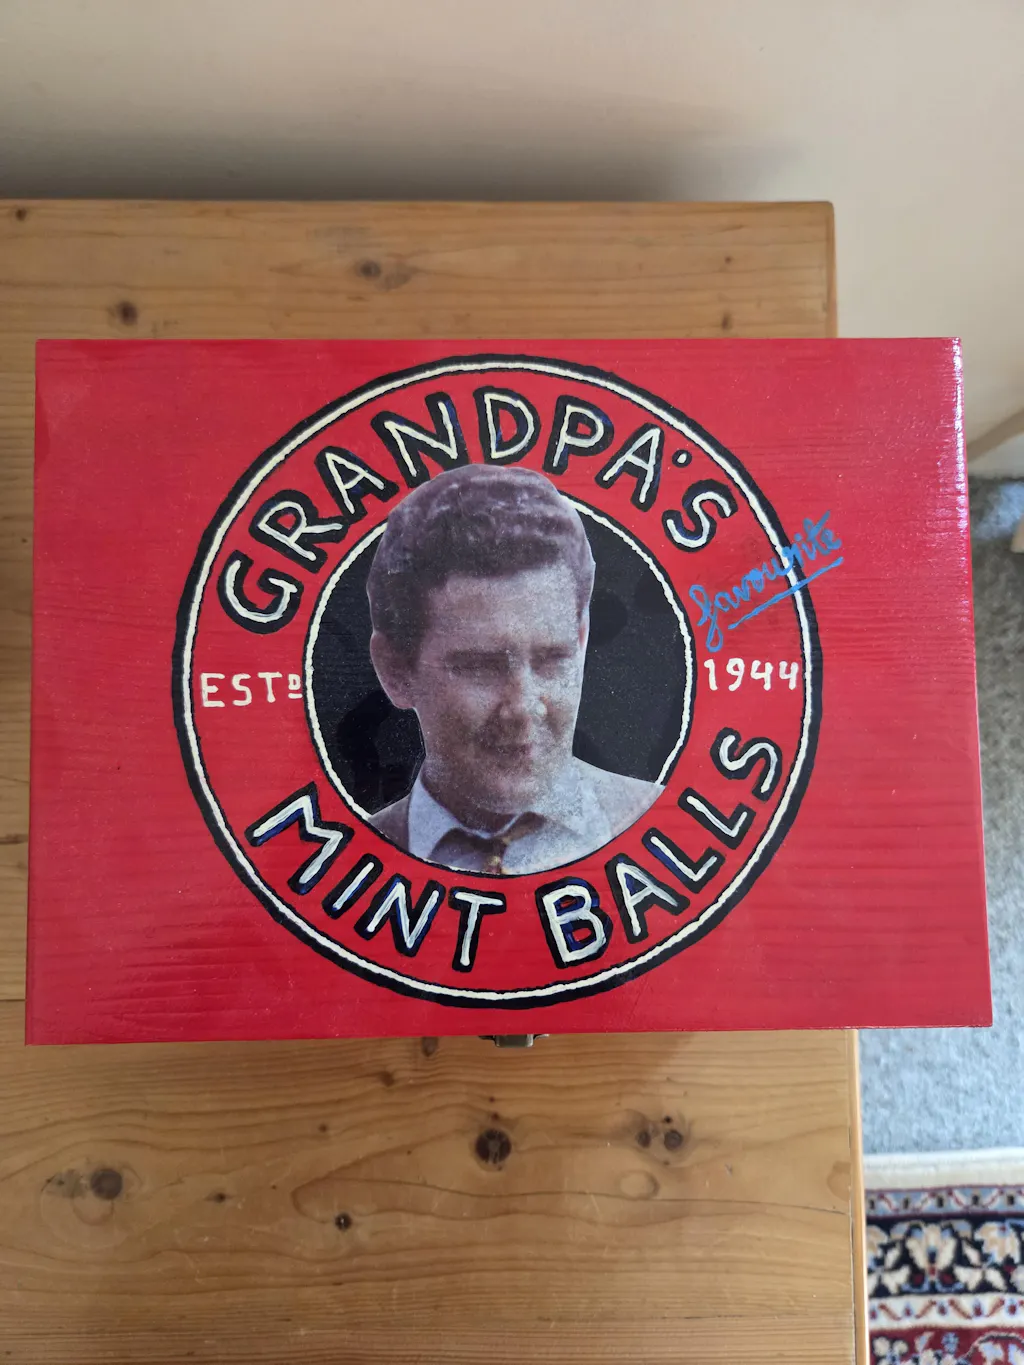 GRANDPA'S
favourite
ESTD 1944
MINT BALLS